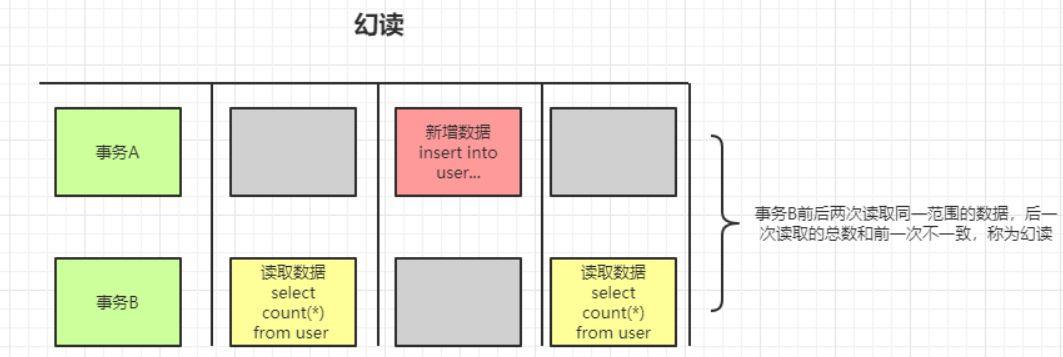 幻读
事务A
新增数据
insert into
user...
事务B前后两次读取同一范围的数据，后一
次读取的总数和前一次不一致，称为幻读
事务B
读取数据
select
count(*)
from user
读取数据
select
count(*)
from user